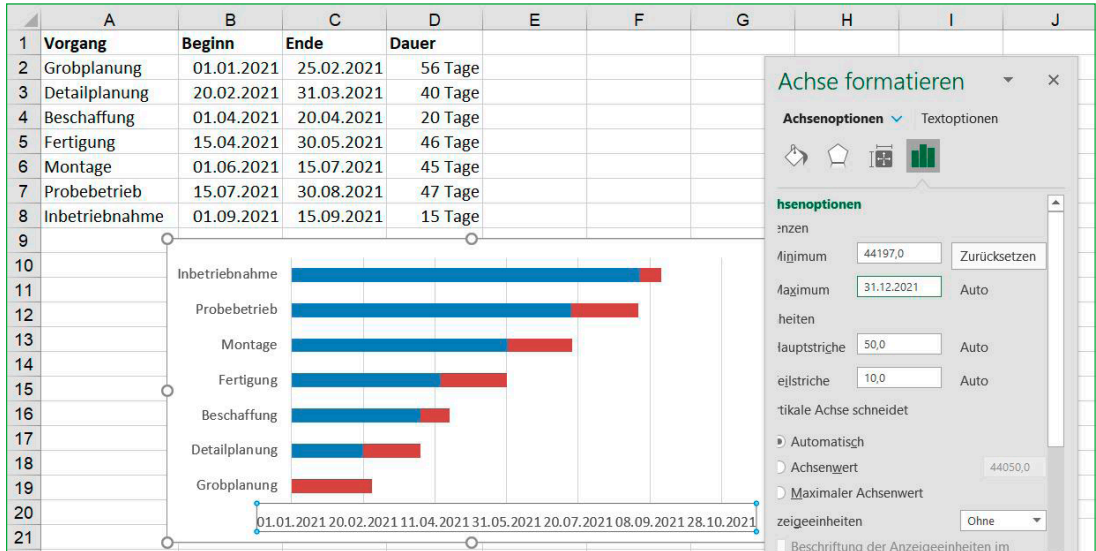 A B C D E F G H I J
1 Vorgang Beginn Ende Dauer
2 Grobplanung 01.01.2021 25.02.2021 56 Tage
3 Detailplanung 20.02.2021 31.03.2021 40 Tage
4 Beschaffung 01.04.2021 20.04.2021 20 Tage
5 Fertigung 15.04.2021 30.05.2021 46 Tage
6 Montage 01.06.2021 15.07.2021 45 Tage
7 Probebetrieb 15.07.2021 30.08.2021 47 Tage
8 Inbetriebnahme 01.09.2021 15.09.2021 15 Tage
9
10
11
12
13
14
15
16
17
18
19
20
21
Inbetriebnahme
Probebetrieb
Montage
Fertigung
Beschaffung
Detailplanung
Grobplanung
01.01.2021 20.02.2021 11.04.2021 31.05.2021 20.07.2021 08.09.2021 28.10.2021
Achse formatieren
Achsenoptionen Textoptionen
hsenoptionen
enzen
Minimum 44197,0 Zurücksetzen
Maximum 31.12.2021 Auto
heiten
Hauptstriche 50,0 Auto
eilstriche 10,0 Auto
rtikale Achse schneidet
Automatisch
Achsenwert 44050,0
Maximaler Achsenwert
zeigeeinheiten Ohne
Beschriftung der Anzeigeeinheiten im